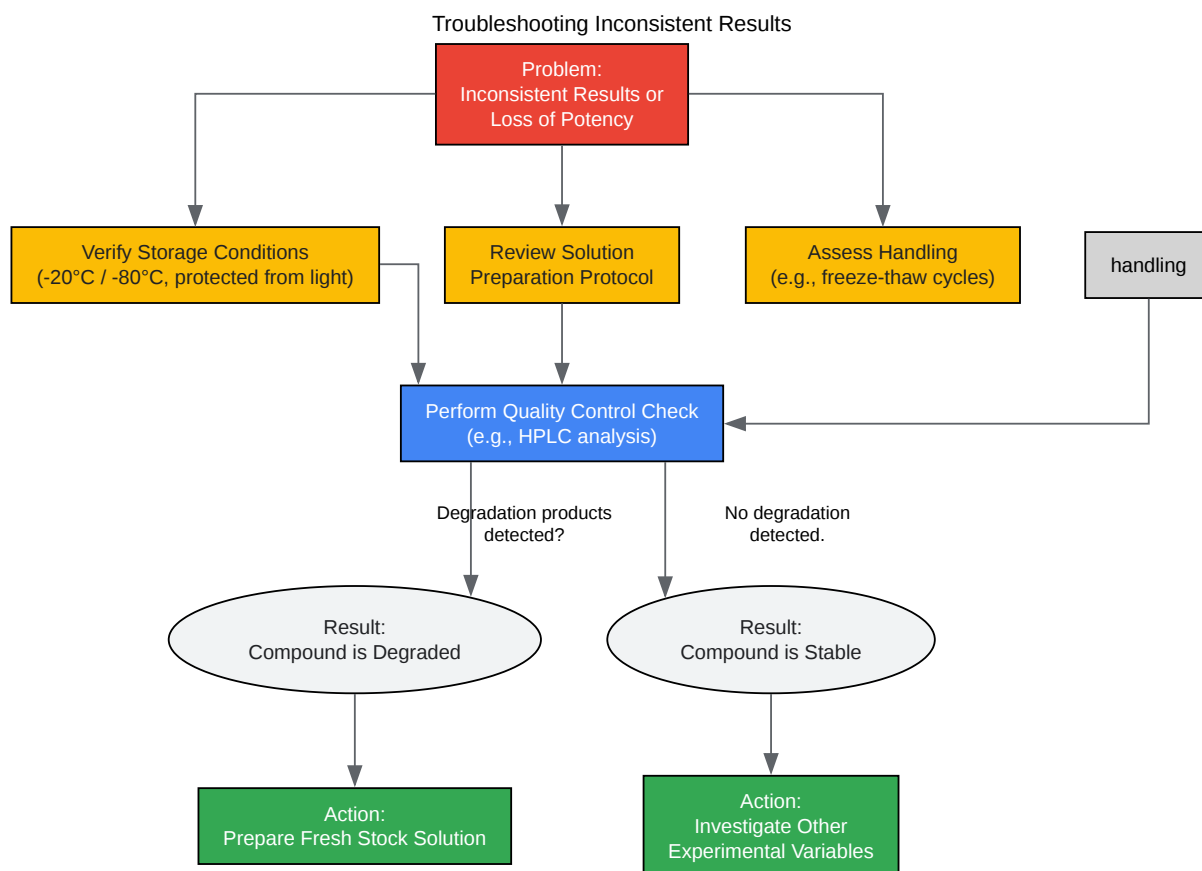 Troubleshooting Inconsistent Results
Problem:
Inconsistent Results or
Loss of Potency
Verify Storage Conditions
(-20°C / -80°C, protected from light)
Review Solution
Preparation Protocol
Assess Handling
(e.g., freeze-thaw cycles)
handling
Perform Quality Control Check
(e.g., HPLC analysis)
Degradation products
detected?
No degradation
detected.
Result:
Compound is Degraded
Result:
Compound is Stable
Action:
Prepare Fresh Stock Solution
Action:
Investigate Other
Experimental Variables